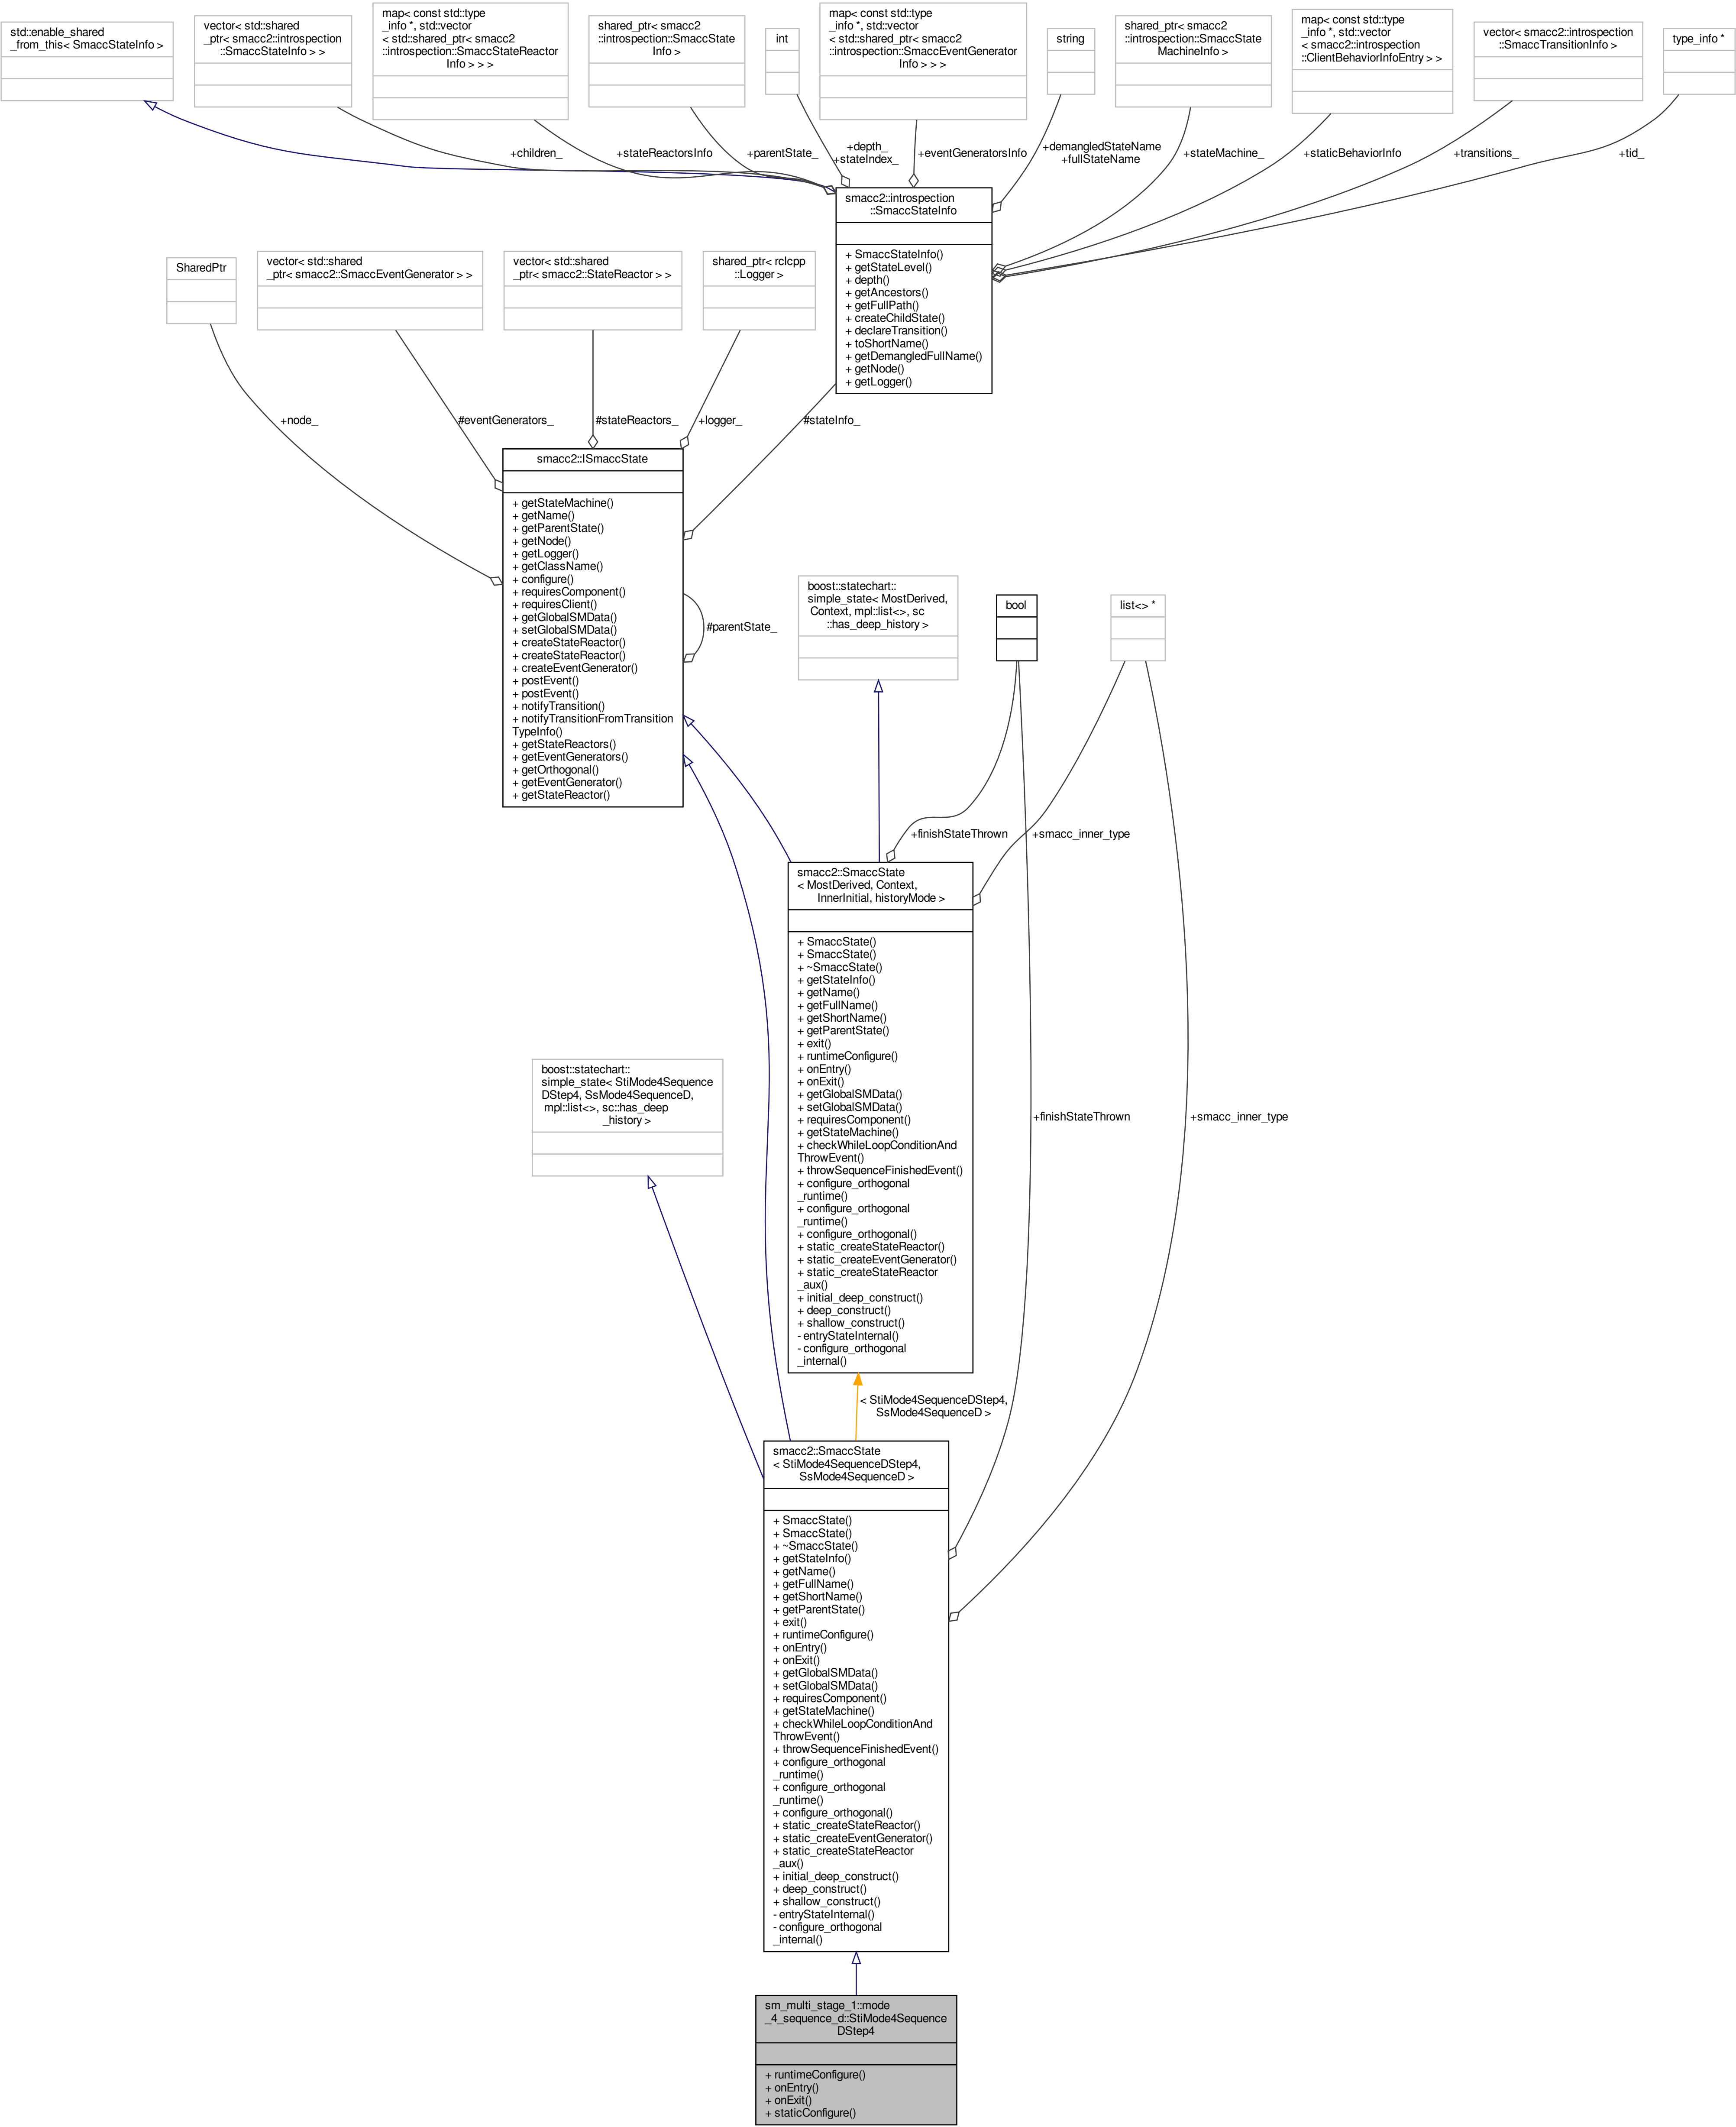 std::enable_shared
_from_this< SmaccStateInfo >
vector< std::shared
_ptr< smacc2::introspection
::SmaccStateInfo > >
map< const std::type
_info *, std::vector
< std::shared_ptr< smacc2
::introspection::SmaccStateReactor
Info > > >
shared_ptr< smacc2
::introspection::SmaccState
Info >
int
map< const std::type
_info *, std::vector
< std::shared_ptr< smacc2
::introspection::SmaccEventGenerator
Info > > >
string
shared_ptr< smacc2
::introspection::SmaccState
MachineInfo >
map< const std::type
_info *, std::vector
< smacc2::introspection
::ClientBehaviorInfoEntry > >
vector< smacc2::introspection
::SmaccTransitionInfo >
type_info *
+children_
+stateReactorsInfo
+parentState_
+depth_
+stateIndex_
+eventGeneratorsInfo
+demangledStateName
+fullStateName
+stateMachine_
+staticBehaviorInfo
+transitions_
+tid_
smacc2::introspection
::SmaccStateInfo
+ SmaccStateInfo()
+ getStateLevel()
+ depth()
+ getAncestors()
+ getFullPath()
+ createChildState()
+ declareTransition()
+ toShortName()
+ getDemangledFullName()
+ getNode()
+ getLogger()
SharedPtr
vector< std::shared
_ptr< smacc2::SmaccEventGenerator > >
vector< std::shared
_ptr< smacc2::StateReactor > >
shared_ptr< rclcpp
::Logger >
+node_
#eventGenerators_
#stateReactors_
+logger_
#stateInfo_
smacc2::ISmaccState
+ getStateMachine()
+ getName()
+ getParentState()
+ getNode()
+ getLogger()
+ getClassName()
+ configure()
+ requiresComponent()
+ requiresClient()
+ getGlobalSMData()
+ setGlobalSMData()
+ createStateReactor()
+ createStateReactor()
+ createEventGenerator()
+ postEvent()
+ postEvent()
+ notifyTransition()
+ notifyTransitionFromTransition
TypeInfo()
+ getStateReactors()
+ getEventGenerators()
+ getOrthogonal()
+ getEventGenerator()
+ getStateReactor()
#parentState_
boost::statechart::
simple_state< MostDerived,
Context, mpl::list<>, sc
::has_deep_history >
bool
list<> *
+finishStateThrown
+smacc_inner_type
smacc2::SmaccState
< MostDerived, Context,
InnerInitial, historyMode >
+ SmaccState()
+ SmaccState()
+ ~SmaccState()
+ getStateInfo()
+ getName()
+ getFullName()
+ getShortName()
+ getParentState()
+ exit()
+ runtimeConfigure()
+ onEntry()
+ onExit()
+ getGlobalSMData()
+ setGlobalSMData()
+ requiresComponent()
+ getStateMachine()
+ checkWhileLoopConditionAnd
ThrowEvent()
+ throwSequenceFinishedEvent()
+ configure_orthogonal
_runtime()
+ configure_orthogonal
_runtime()
+ configure_orthogonal()
+ static_createStateReactor()
+ static_createEventGenerator()
+ static_createStateReactor
_aux()
+ initial_deep_construct()
+ deep_construct()
+ shallow_construct()
- entryStateInternal()
- configure_orthogonal
_internal()
boost::statechart::
simple_state< StiMode4Sequence
DStep4, SsMode4SequenceD,
mpl::list<>, sc::has_deep
_history >
+finishStateThrown
+smacc_inner_type
< StiMode4SequenceDStep4,
SsMode4SequenceD >
smacc2::SmaccState
< StiMode4SequenceDStep4,
SsMode4SequenceD >
+ SmaccState()
+ SmaccState()
+ ~SmaccState()
+ getStateInfo()
+ getName()
+ getFullName()
+ getShortName()
+ getParentState()
+ exit()
+ runtimeConfigure()
+ onEntry()
+ onExit()
+ getGlobalSMData()
+ setGlobalSMData()
+ requiresComponent()
+ getStateMachine()
+ checkWhileLoopConditionAnd
ThrowEvent()
+ throwSequenceFinishedEvent()
+ configure_orthogonal
_runtime()
+ configure_orthogonal
_runtime()
+ configure_orthogonal()
+ static_createStateReactor()
+ static_createEventGenerator()
+ static_createStateReactor
_aux()
+ initial_deep_construct()
+ deep_construct()
+ shallow_construct()
- entryStateInternal()
- configure_orthogonal
_internal()
sm_multi_stage_1::mode
_4_sequence_d::StiMode4Sequence
DStep4
+ runtimeConfigure()
+ onEntry()
+ onExit()
+ staticConfigure()